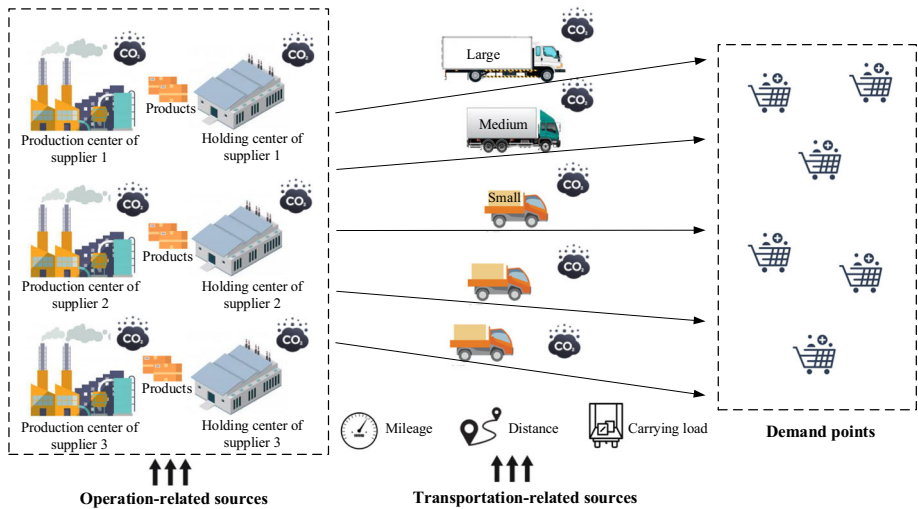 CO₂
CO₂
Products
Production center of
supplier 1
Holding center of
supplier 1
CO₂
CO₂
Products
Production center of
supplier 2
Holding center of
supplier 2
CO₂
CO₂
Products
Production center of
supplier 3
Holding center of
supplier 3
Operation-related sources
Large
CO₂
Medium
CO₂
Small
CO₂
CO₂
CO₂
Mileage
Distance
Carrying load
Transportation-related sources
Demand points